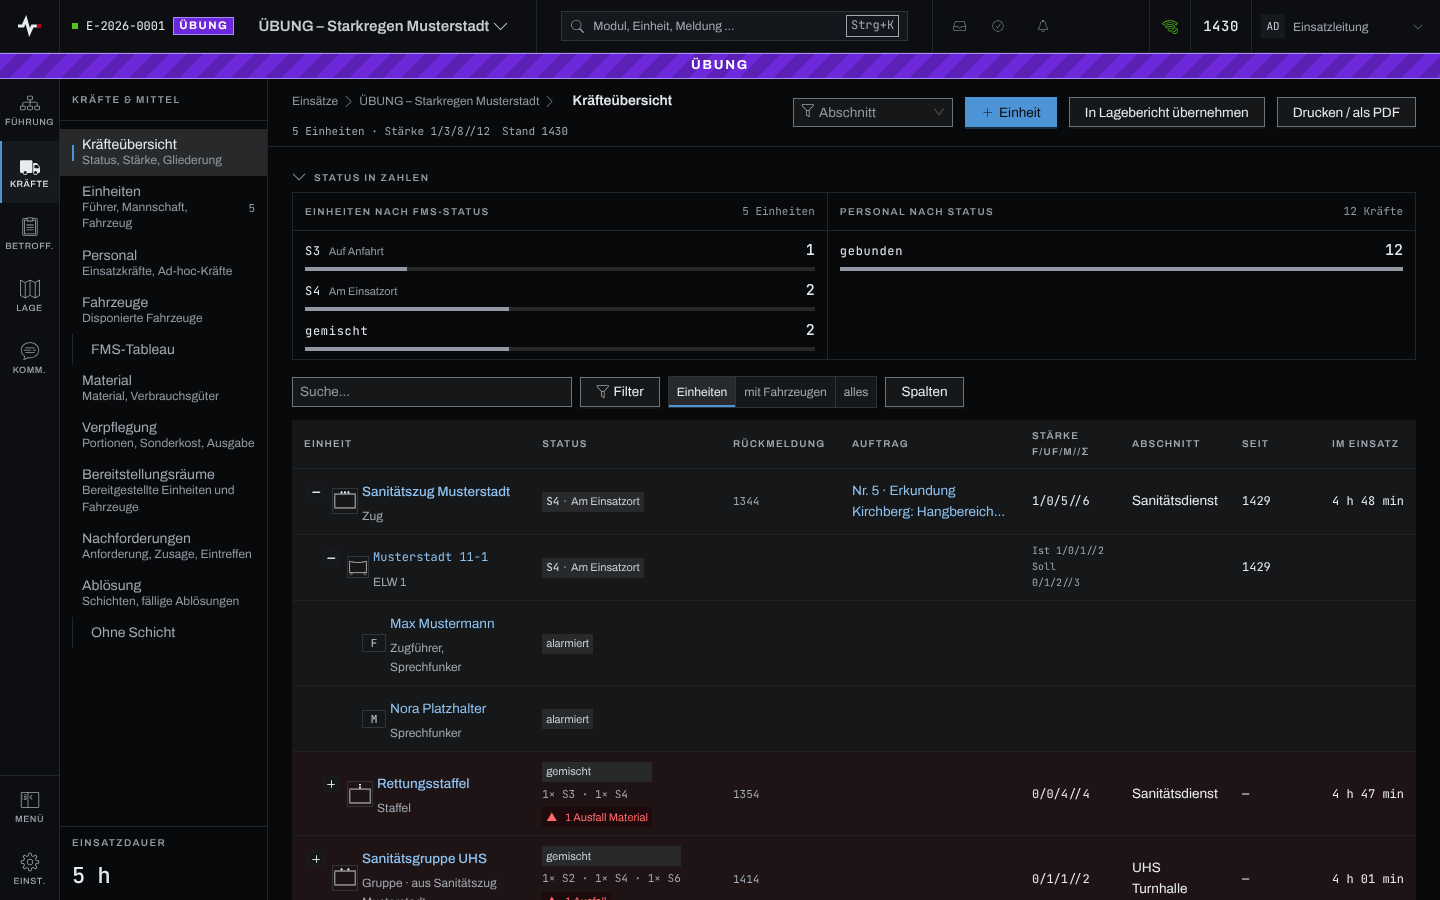 E-2026-0001 ÜBUNG ÜBUNG – Starkregen Musterstadt Modul, Einheit, Meldung ... Strg+K 1430 AD Einsatzleitung
ÜBUNG
FÜHRUNG
KRÄFTE
BETROFF.
LAGE
KOMM.
MENÜ
EINST.
KRÄFTE & MITTEL
Kräfteübersicht
Status, Stärke, Gliederung
Einheiten
Führer, Mannschaft,
Fahrzeug
5
Personal
Einsatzkräfte, Ad-hoc-Kräfte
Fahrzeuge
Disponierte Fahrzeuge
FMS-Tableau
Material
Material, Verbrauchsgüter
Verpflegung
Portionen, Sonderkost, Ausgabe
Bereitstellungsräume
Bereitgestellte Einheiten und
Fahrzeuge
Nachforderungen
Anforderung, Zusage, Eintreffen
Ablösung
Schichten, fällige Ablösungen
Ohne Schicht
EINSATZDAUER
5 h
Einsätze ÜBUNG – Starkregen Musterstadt Kräfteübersicht
5 Einheiten · Stärke 1/3/8//12 Stand 1430
Abschnitt + Einheit In Lagebericht übernehmen Drucken / als PDF
STATUS IN ZAHLEN
EINHEITEN NACH FMS-STATUS 5 Einheiten
S3 Auf Anfahrt 1
S4 Am Einsatzort 2
gemischt 2
PERSONAL NACH STATUS 12 Kräfte
gebunden 12
Suche... Filter Einheiten mit Fahrzeugen alles Spalten
EINHEIT STATUS RÜCKMELDUNG AUFTRAG STÄRKE F/UF/M//Σ ABSCHNITT SEIT IM EINSATZ
Sanitätszug Musterstadt
Zug
S4 · Am Einsatzort 1344
Nr. 5 · Erkundung
Kirchberg: Hangbereich...
1/0/5//6 Sanitätsdienst 1429 4 h 48 min
Musterstadt 11-1
ELW 1
S4 · Am Einsatzort
Ist 1/0/1//2
Soll
0/1/2//3
1429
F Max Mustermann
Zugführer,
Sprechfunker
alarmiert
M Nora Platzhalter
Sprechfunker
alarmiert
+ Rettungsstaffel
Staffel
gemischt
1× S3 · 1× S4
1 Ausfall Material
1354 0/0/4//4 Sanitätsdienst – 4 h 47 min
+ Sanitätsgruppe UHS
Gruppe · aus Sanitätszug
Musterstadt
gemischt
1× S2 · 1× S4 · 1× S6
1 Ausfall
1414 0/1/1//2
UHS
Turnhalle
– 4 h 01 min